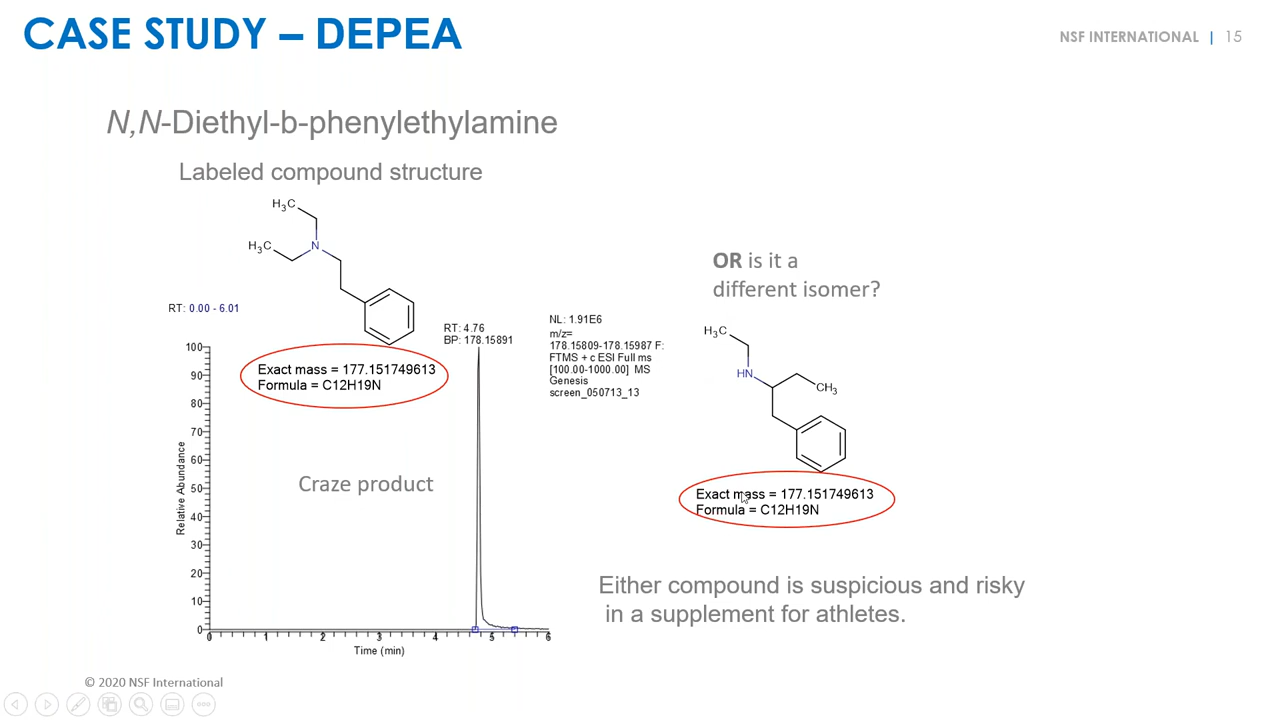 CASE STUDY – DEPEA
NSF INTERNATIONAL | 15
N,N-Diethyl-b-phenylethylamine
Labeled compound structure
H3C
H3C
N
OR is it a
different isomer?
H3C
HN
CH3
RT: 0.00 - 6.01
RT: 4.76
BP: 178.15891
NL: 1.91E6
m/z=
178.15809-178.15987 F:
FTMS + c ESI Full ms
[100.00-1000.00] MS
Genesis
screen_050713_13
Exact mass = 177.151749613
Formula = C12H19N
Craze product
Exact mass = 177.151749613
Formula = C12H19N
100
90
80
70
60
50
40
30
20
10
0
Relative Abundance
0 1 2 3 4 5 6
Time (min)
Either compound is suspicious and risky
in a supplement for athletes.
© 2020 NSF International